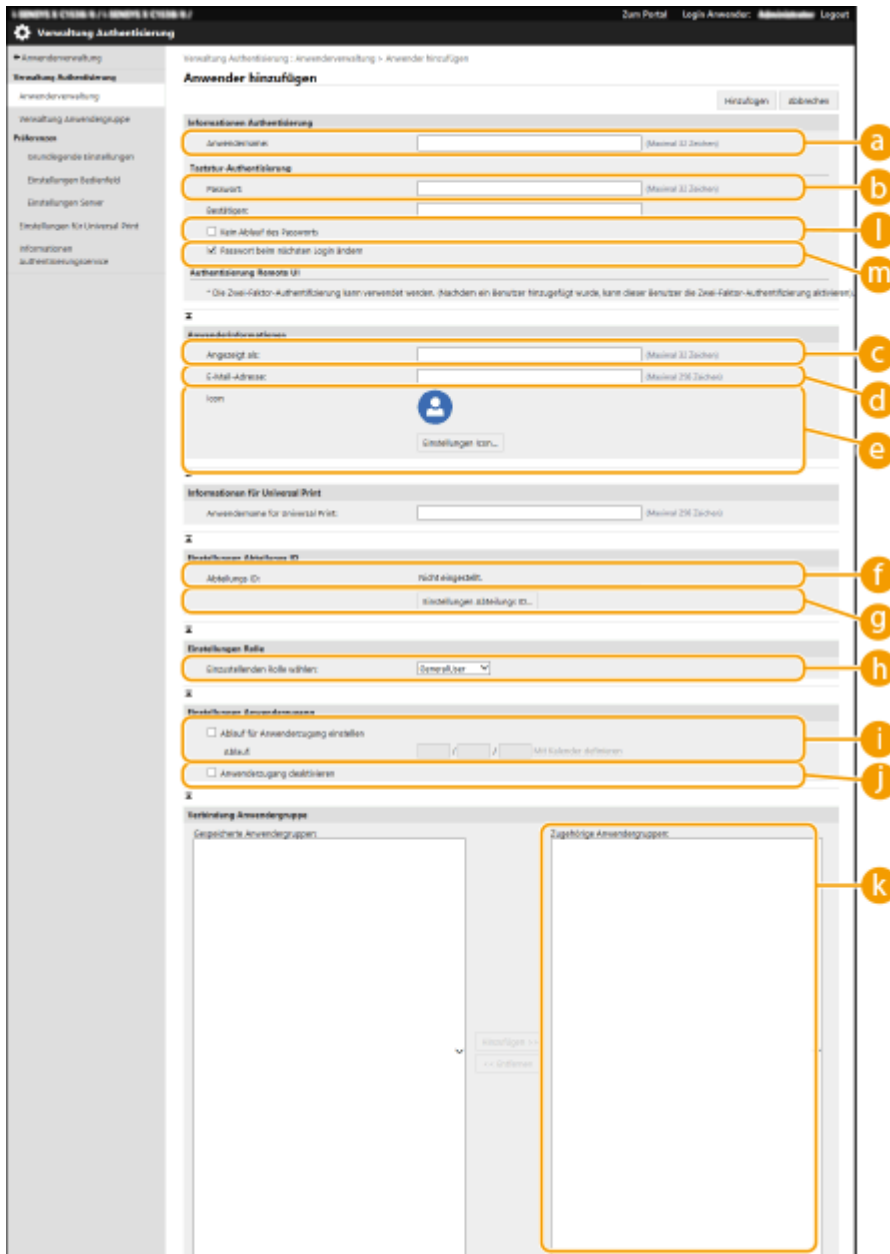 Zum Portal Login Anwender: Logout
Verwaltung Authentisierung
Anwenderverwaltung
Verwaltung Authentisierung
Anwenderverwaltung
Verwaltung Anwendergruppe
Präferenzen
Grundlegende Einstellungen
Einstellungen Bedienfeld
Einstellungen Server
Einstellungen für Universal Print
Informationen
Authentisierungsservice
Verwaltung Authentisierung : Anwenderverwaltung > Anwender hinzufügen
Anwender hinzufügen
Hinzufügen Abbrechen
Informationen Authentisierung
Anwendername: (Maximal 32 Zeichen)
a
Tastatur-Authentisierung
Passwort: (Maximal 32 Zeichen)
b
Bestätigen:
Kein Ablauf des Passworts
l
Passwort beim nächsten Login ändern
m
Authentisierung Remote UI
* Die Zwei-Faktor-Authentifizierung kann verwendet werden. (Nachdem ein Benutzer hinzugefügt wurde, kann dieser Benutzer die Zwei-Faktor-Authentifizierung aktivieren).
Anwenderinformationen
Angezeigt als: (Maximal 32 Zeichen)
c
E-Mail-Adresse: (Maximal 256 Zeichen)
d
Icon
Einstellungen Icon...
e
Informationen für Universal Print
Anwendername für Universal Print: (Maximal 256 Zeichen)
Einstellungen Abteilungs ID
Abteilungs ID: Nicht eingestellt.
f
Einstellungen Abteilungs ID...
g
Einstellungen Rolle
Einzustellenden Rolle wählen: GeneralUser
h
Einstellungen Anwenderzugang
Ablauf für Anwenderzugang einstellen
Ablauf / / Mit Kalender definieren
i
Anwenderzugang deaktivieren
j
Verbindung Anwendergruppe
Gespeicherte Anwendergruppen: Zugehörige Anwendergruppen:
k
Hinzufügen >>
<< Entfernen